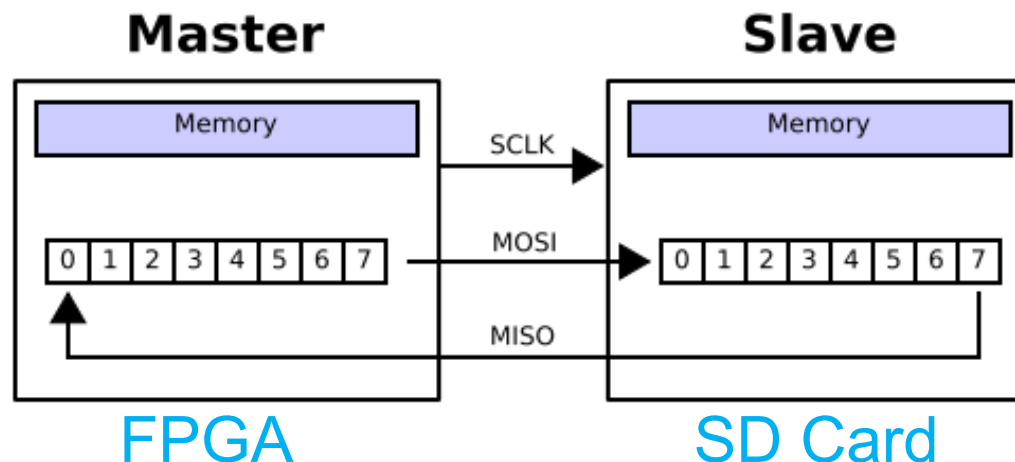 Master Slave
Memory Memory
SCLK
0 1 2 3 4 5 6 7 MOSI 0 1 2 3 4 5 6 7
MISO
FPGA SD Card